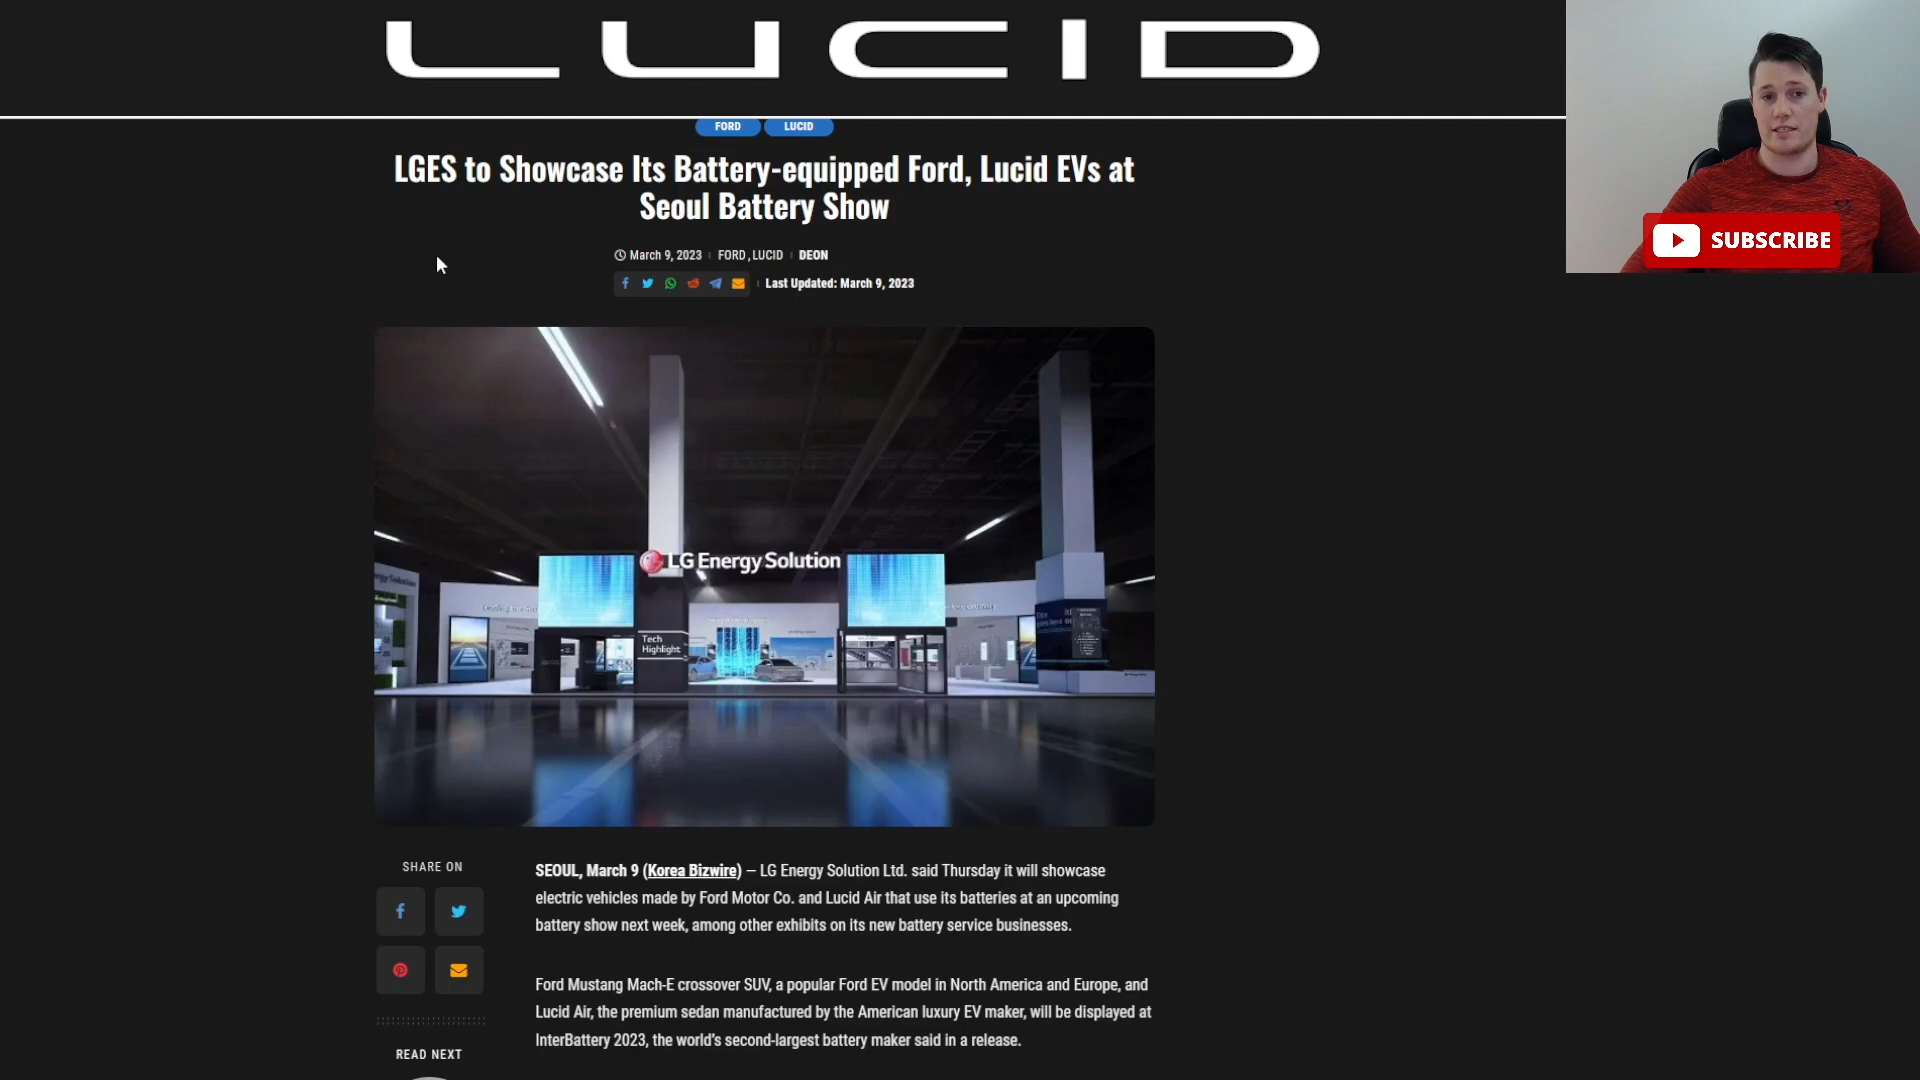 LUCID
FORD LUCID
LGES to Showcase Its Battery-equipped Ford, Lucid EVs at
Seoul Battery Show
March 9, 2023 FORD , LUCID DEON
Last Updated: March 9, 2023
SUBSCRIBE
LG Energy Solution
Tech
Highlight
SHARE ON
READ NEXT
SEOUL, March 9 (Korea Bizwire) – LG Energy Solution Ltd. said Thursday it will showcase
electric vehicles made by Ford Motor Co. and Lucid Air that use its batteries at an upcoming
battery show next week, among other exhibits on its new battery service businesses.
Ford Mustang Mach-E crossover SUV, a popular Ford EV model in North America and Europe, and
Lucid Air, the premium sedan manufactured by the American luxury EV maker, will be displayed at
InterBattery 2023, the world's second-largest battery maker said in a release.